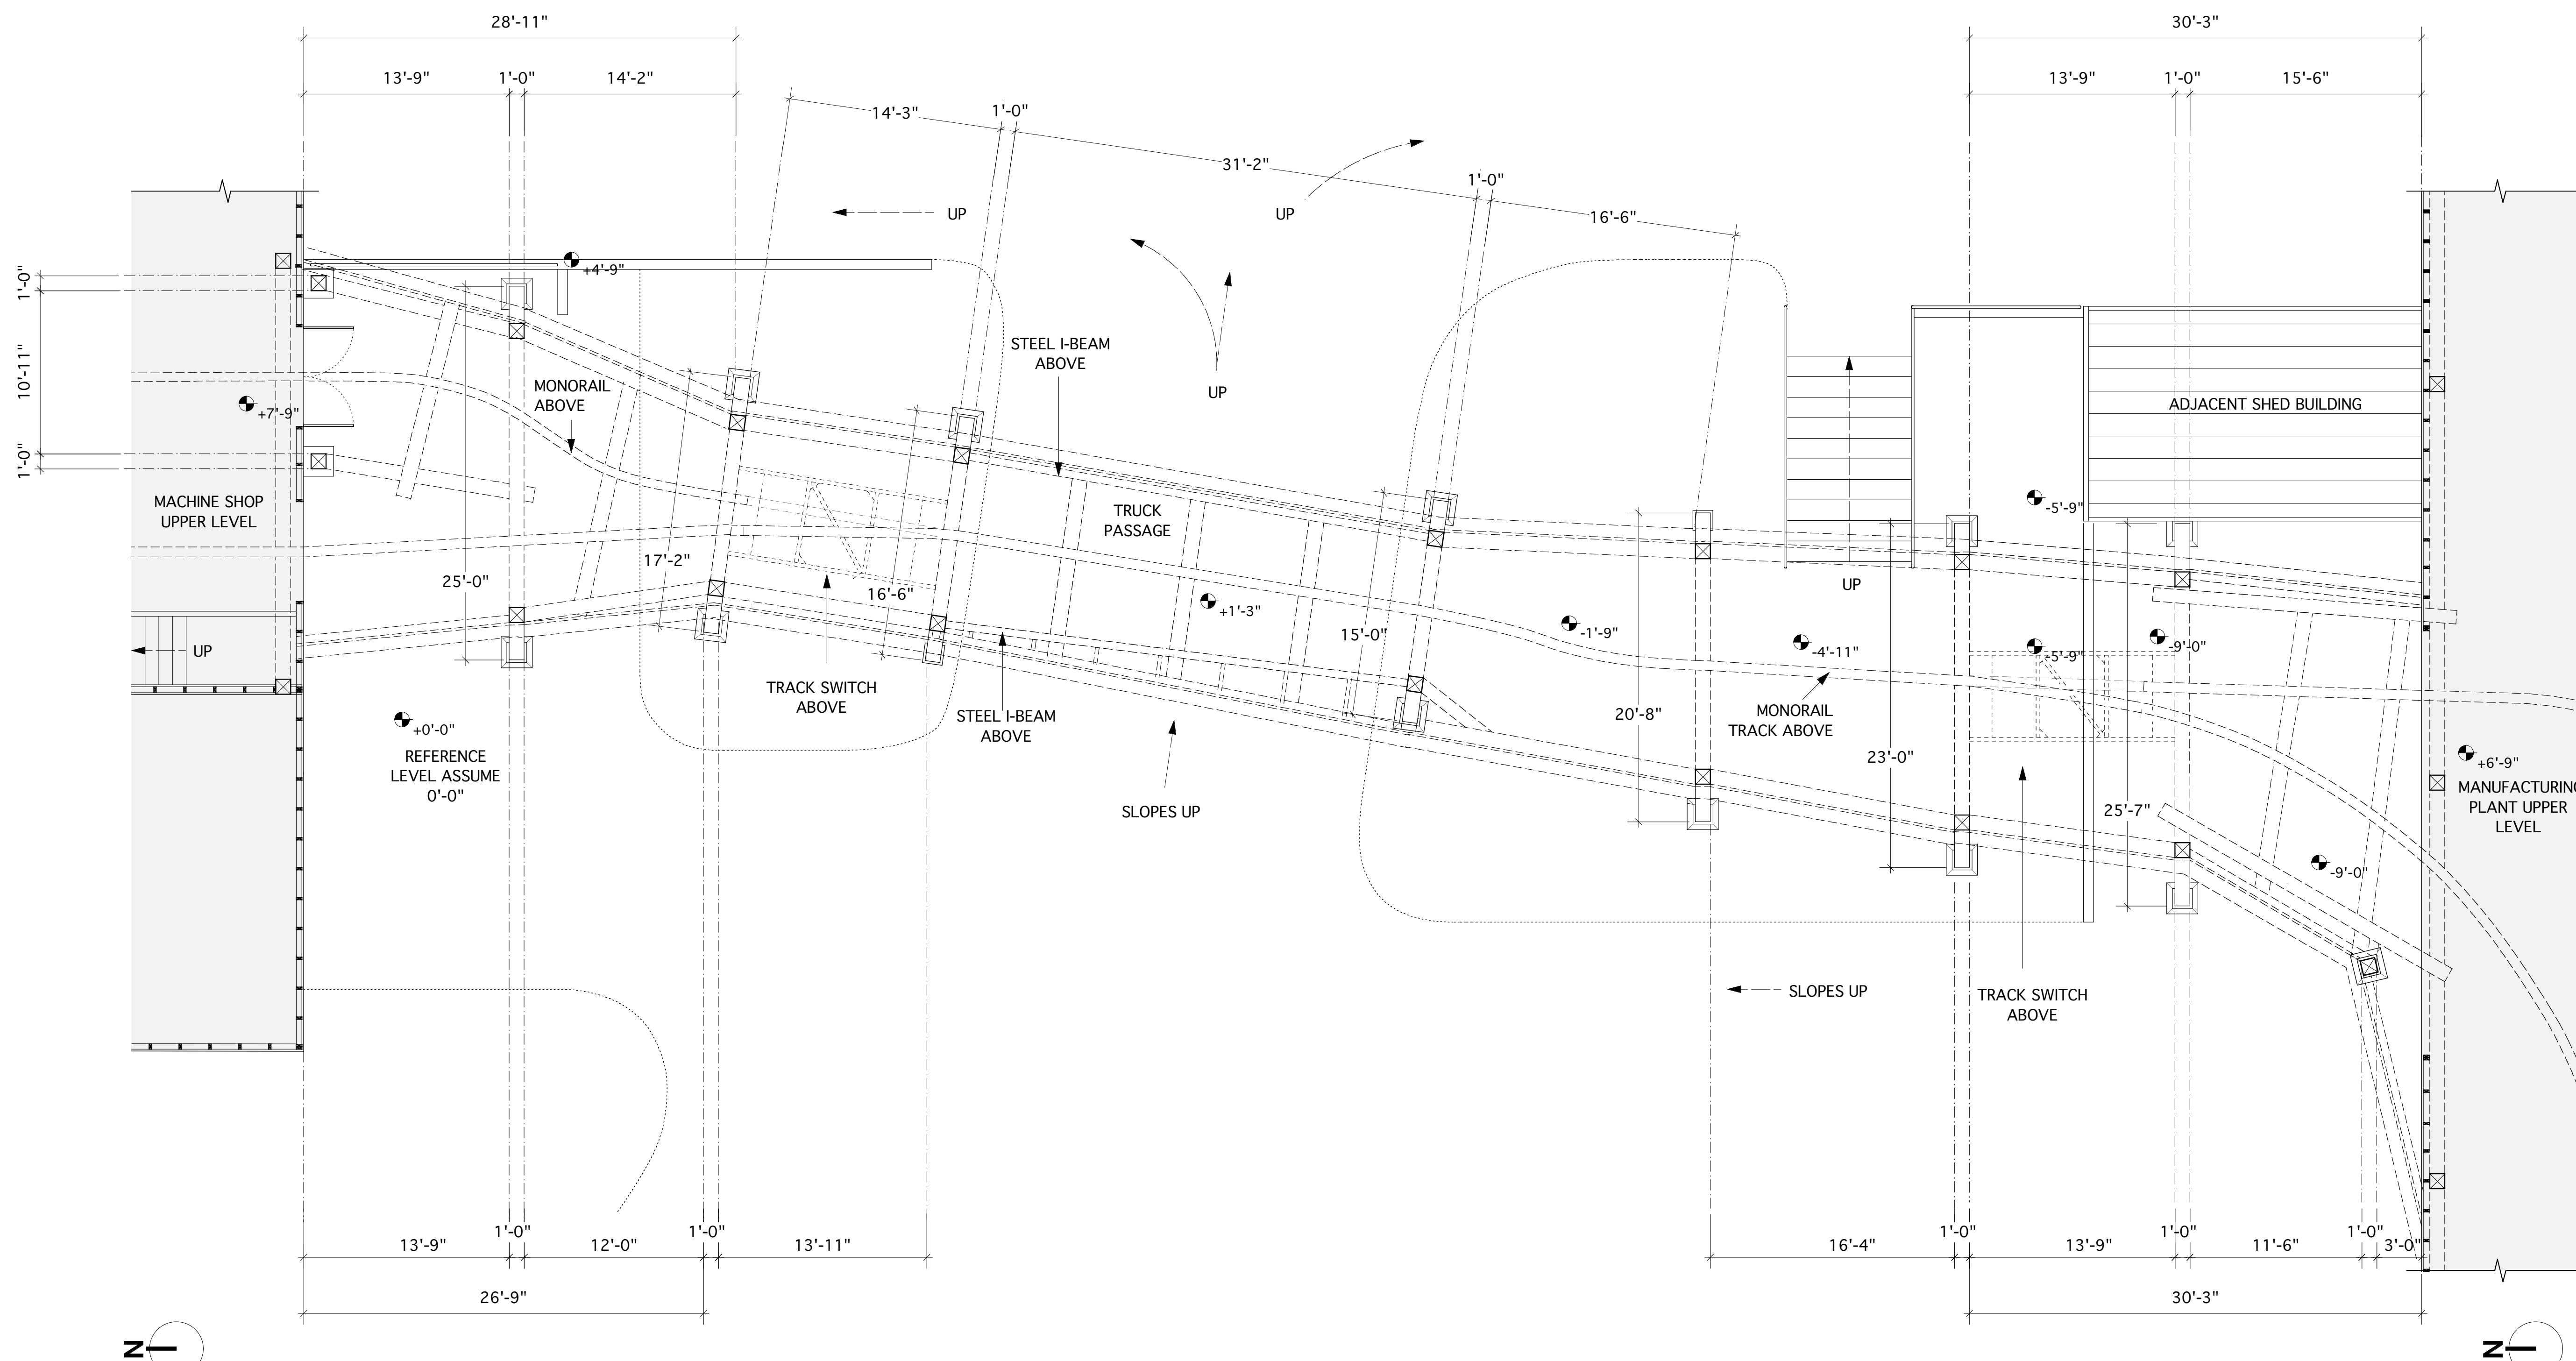 28'-11"
30'-3"
13'-9"
1'-0"
14'-2"
13'-9"
1'-0"
15'-6"
14'-3"
1'-0"
31'-2"
1'-0"
16'-6"
UP
UP
UP
1'-0"
10'-11"
1'-0"
+4'-9"
+7'-9"
STEEL I-BEAM
ABOVE
MONORAIL
ABOVE
ADJACENT SHED BUILDING
MACHINE SHOP
UPPER LEVEL
TRUCK
PASSAGE
-5'-9"
25'-0"
17'-2"
16'-6"
15'-0"
UP
UP
+1'-3"
-1'-9"
-4'-11"
-5'-9"
-9'-0"
TRACK SWITCH
ABOVE
STEEL I-BEAM
ABOVE
20'-8"
MONORAIL
TRACK ABOVE
23'-0"
+0'-0"
REFERENCE
LEVEL ASSUME
0'-0"
SLOPES UP
+6'-9"
MANUFACTURING
PLANT UPPER
LEVEL
25'-7"
-9'-0"
SLOPES UP
TRACK SWITCH
ABOVE
13'-9"
1'-0"
12'-0"
1'-0"
13'-11"
16'-4"
1'-0"
13'-9"
1'-0"
11'-6"
1'-0"
3'-0"
26'-9"
30'-3"
N
N